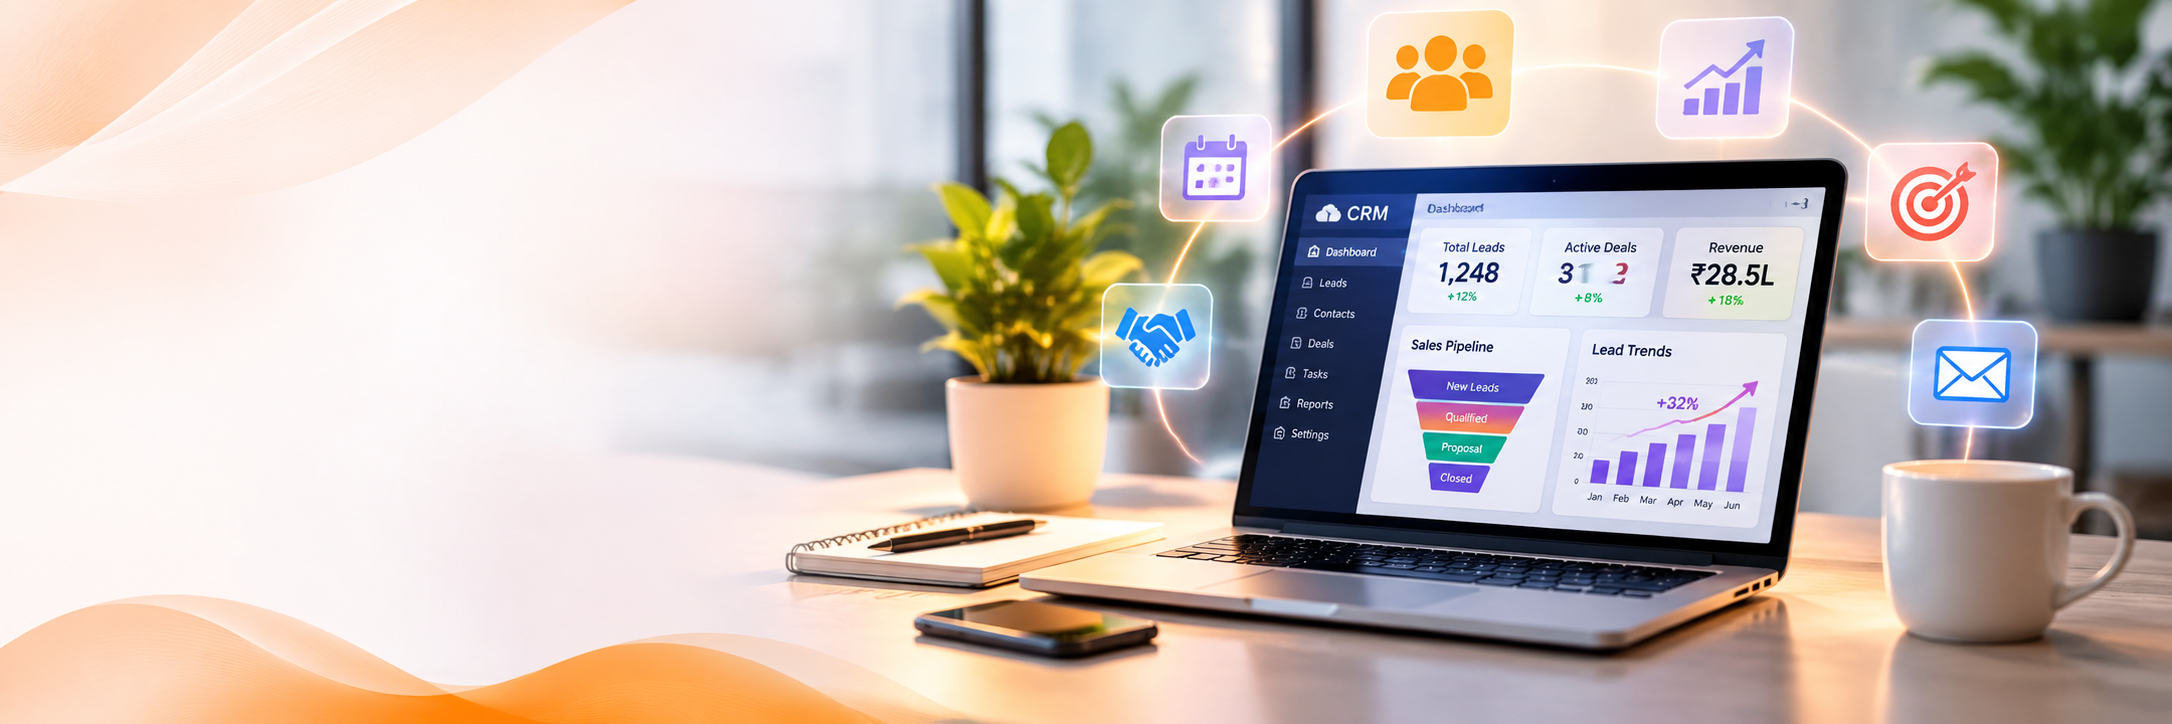 CRM
Dashboard
Leads
Contacts
Deals
Tasks
Reports
Settings
Dashboard
Total Leads
1,248
+12%
Active Deals
+8%
Revenue
₹28.5L
+18%
Sales Pipeline
New Leads
Qualified
Proposal
Closed
Lead Trends
+32%
0
Jan Feb Mar Apr May Jun